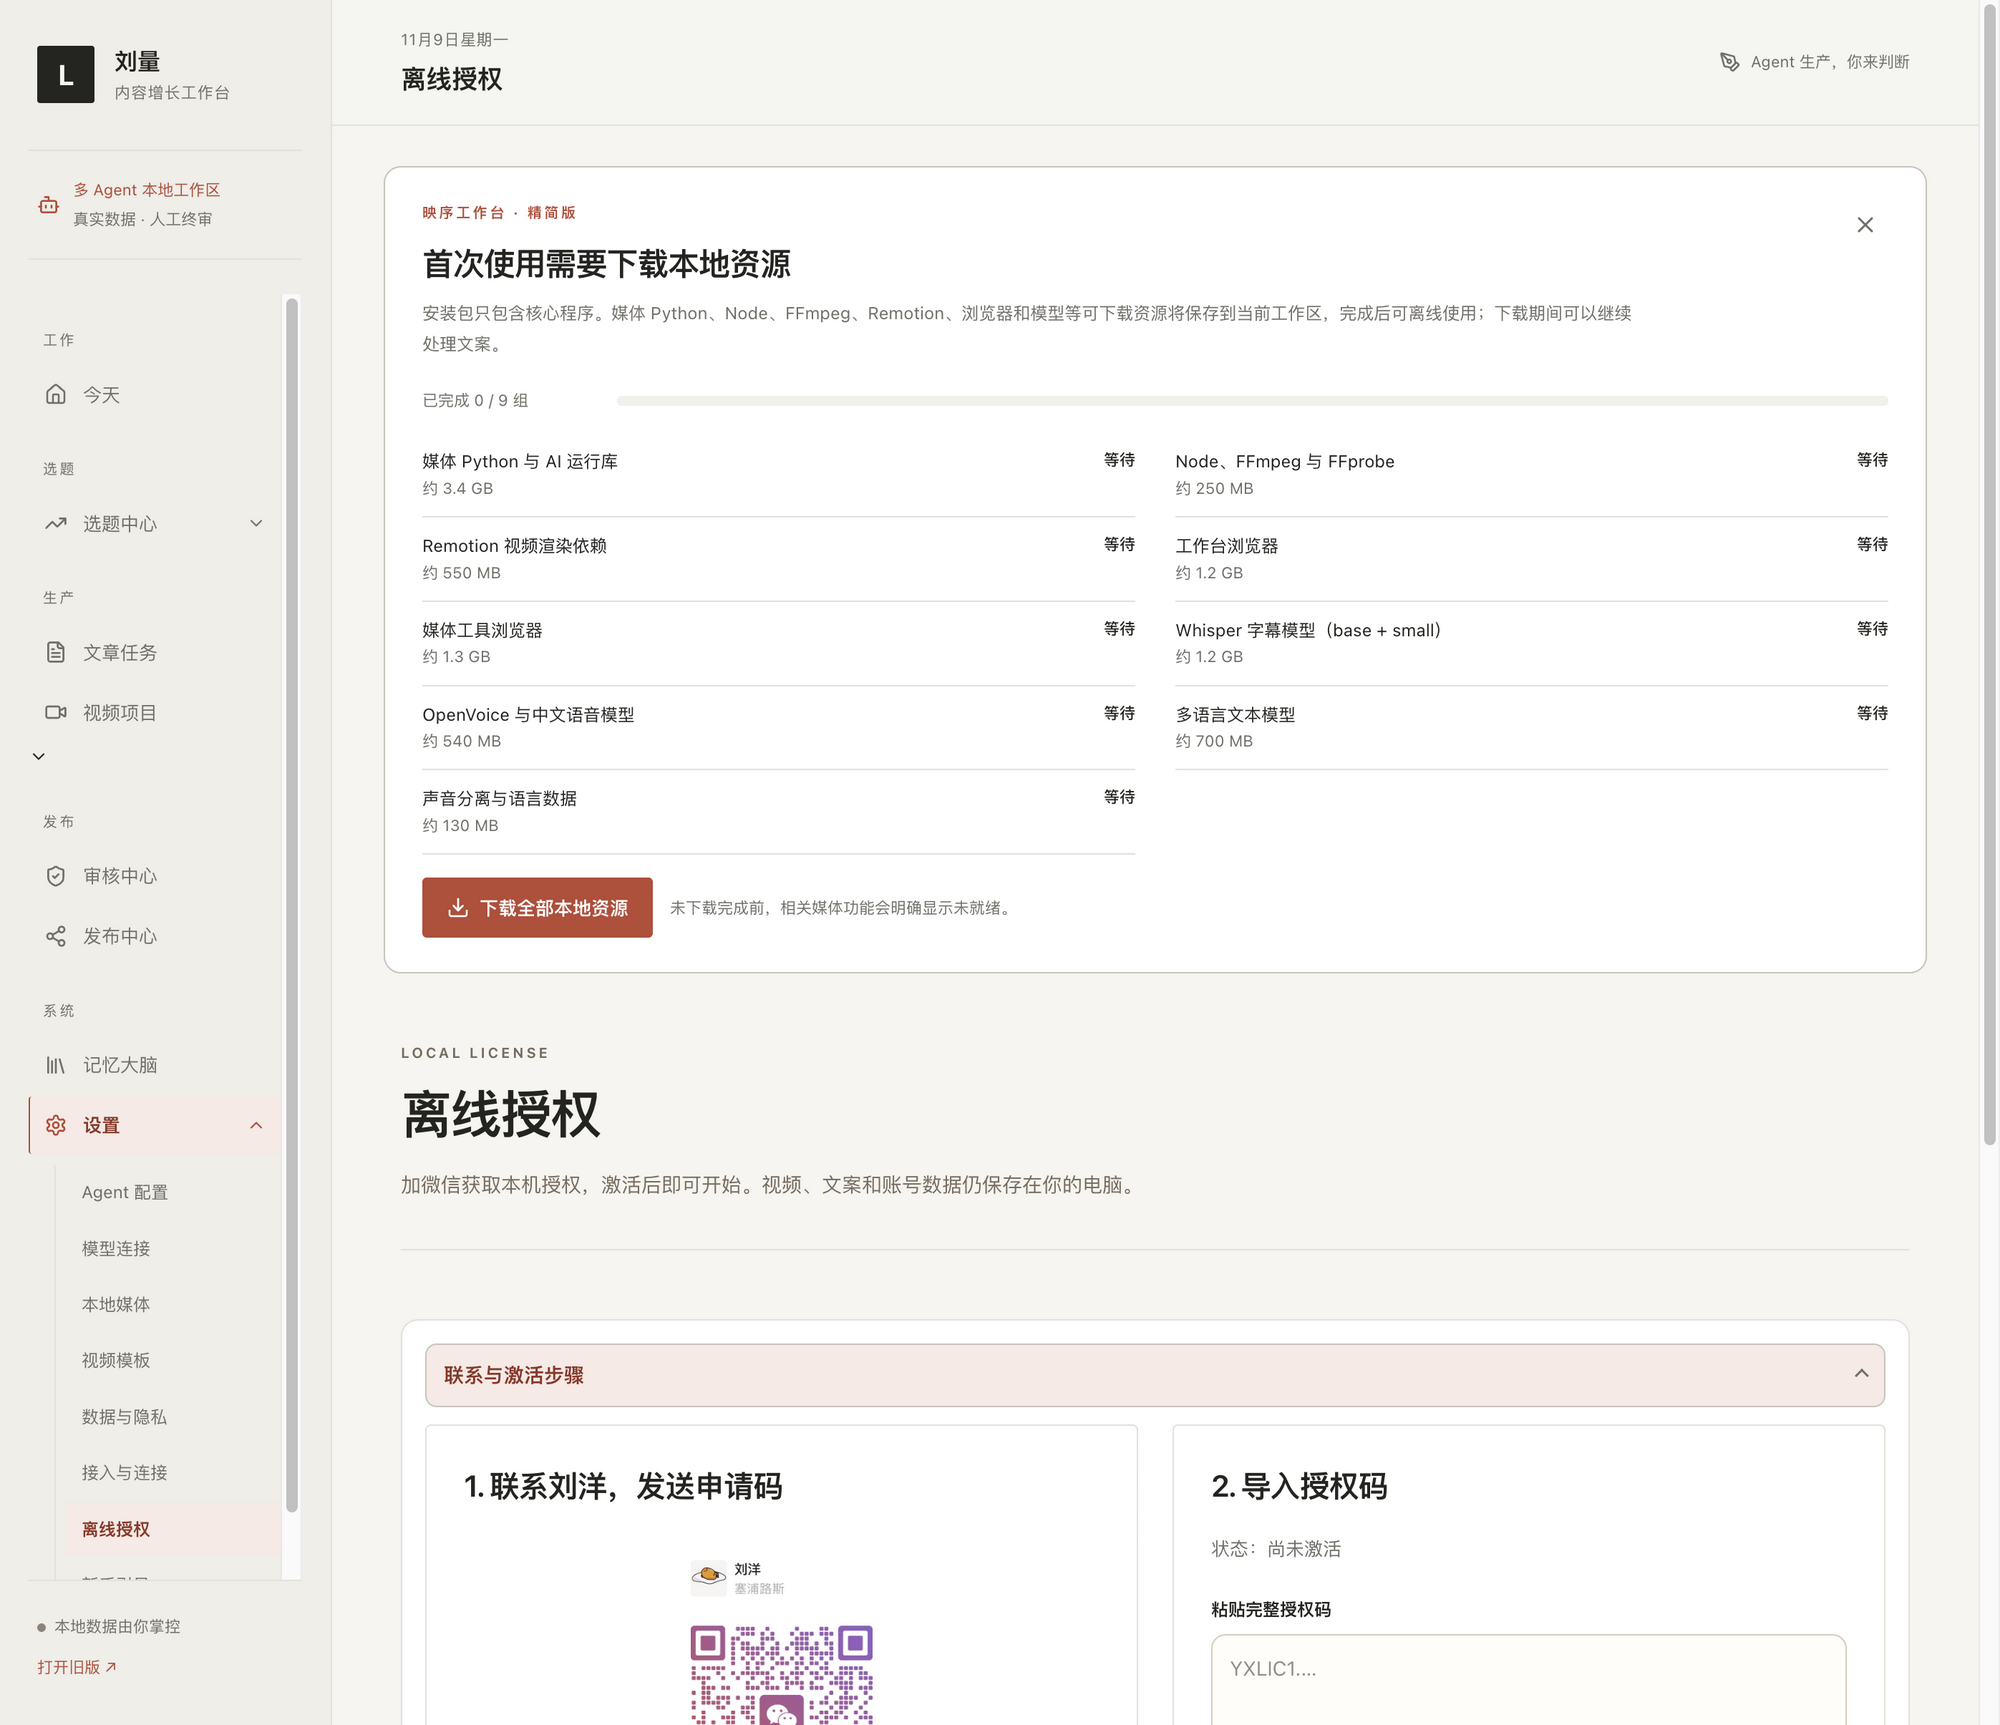 L
刘量
内容增长工作台
多 Agent 本地工作区
真实数据 · 人工终审
工作
今天
选题
选题中心
生产
文章任务
视频项目
发布
审核中心
发布中心
系统
记忆大脑
设置
Agent 配置
模型连接
本地媒体
视频模板
数据与隐私
接入与连接
离线授权
本地数据由你掌控
打开旧版
11月9日星期一
离线授权
Agent 生产，你来判断
映序工作台 · 精简版
首次使用需要下载本地资源
安装包只包含核心程序。媒体 Python、Node、FFmpeg、Remotion、浏览器和模型等可下载资源将保存到当前工作区，完成后可离线使用；下载期间可以继续
处理文案。
已完成 0 / 9 组
媒体 Python 与 AI 运行库
等待
约 3.4 GB
Node、FFmpeg 与 FFprobe
等待
约 250 MB
Remotion 视频渲染依赖
等待
约 550 MB
工作台浏览器
等待
约 1.2 GB
媒体工具浏览器
等待
约 1.3 GB
Whisper 字幕模型（base + small）
等待
约 1.2 GB
OpenVoice 与中文语音模型
等待
约 540 MB
多语言文本模型
等待
约 700 MB
声音分离与语言数据
等待
约 130 MB
下载全部本地资源
未下载完成前，相关媒体功能会明确显示未就绪。
LOCAL LICENSE
离线授权
加微信获取本机授权，激活后即可开始。视频、文案和账号数据仍保存在你的电脑。
联系与激活步骤
1. 联系刘洋，发送申请码
刘洋
塞浦路斯
2. 导入授权码
状态：尚未激活
粘贴完整授权码
YXLIC1....